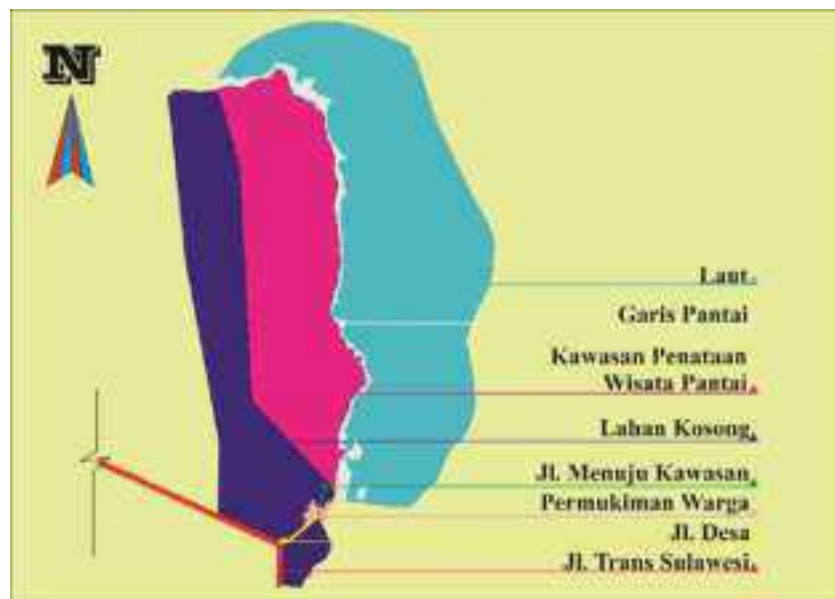 N
Laut
Garis Pantai
Kawasan Penataan
Wisata Pantai
Lahan Kosong
Jl. Menuju Kawasan
Permukiman Warga
Jl. Desa
Jl. Trans Sulawesi